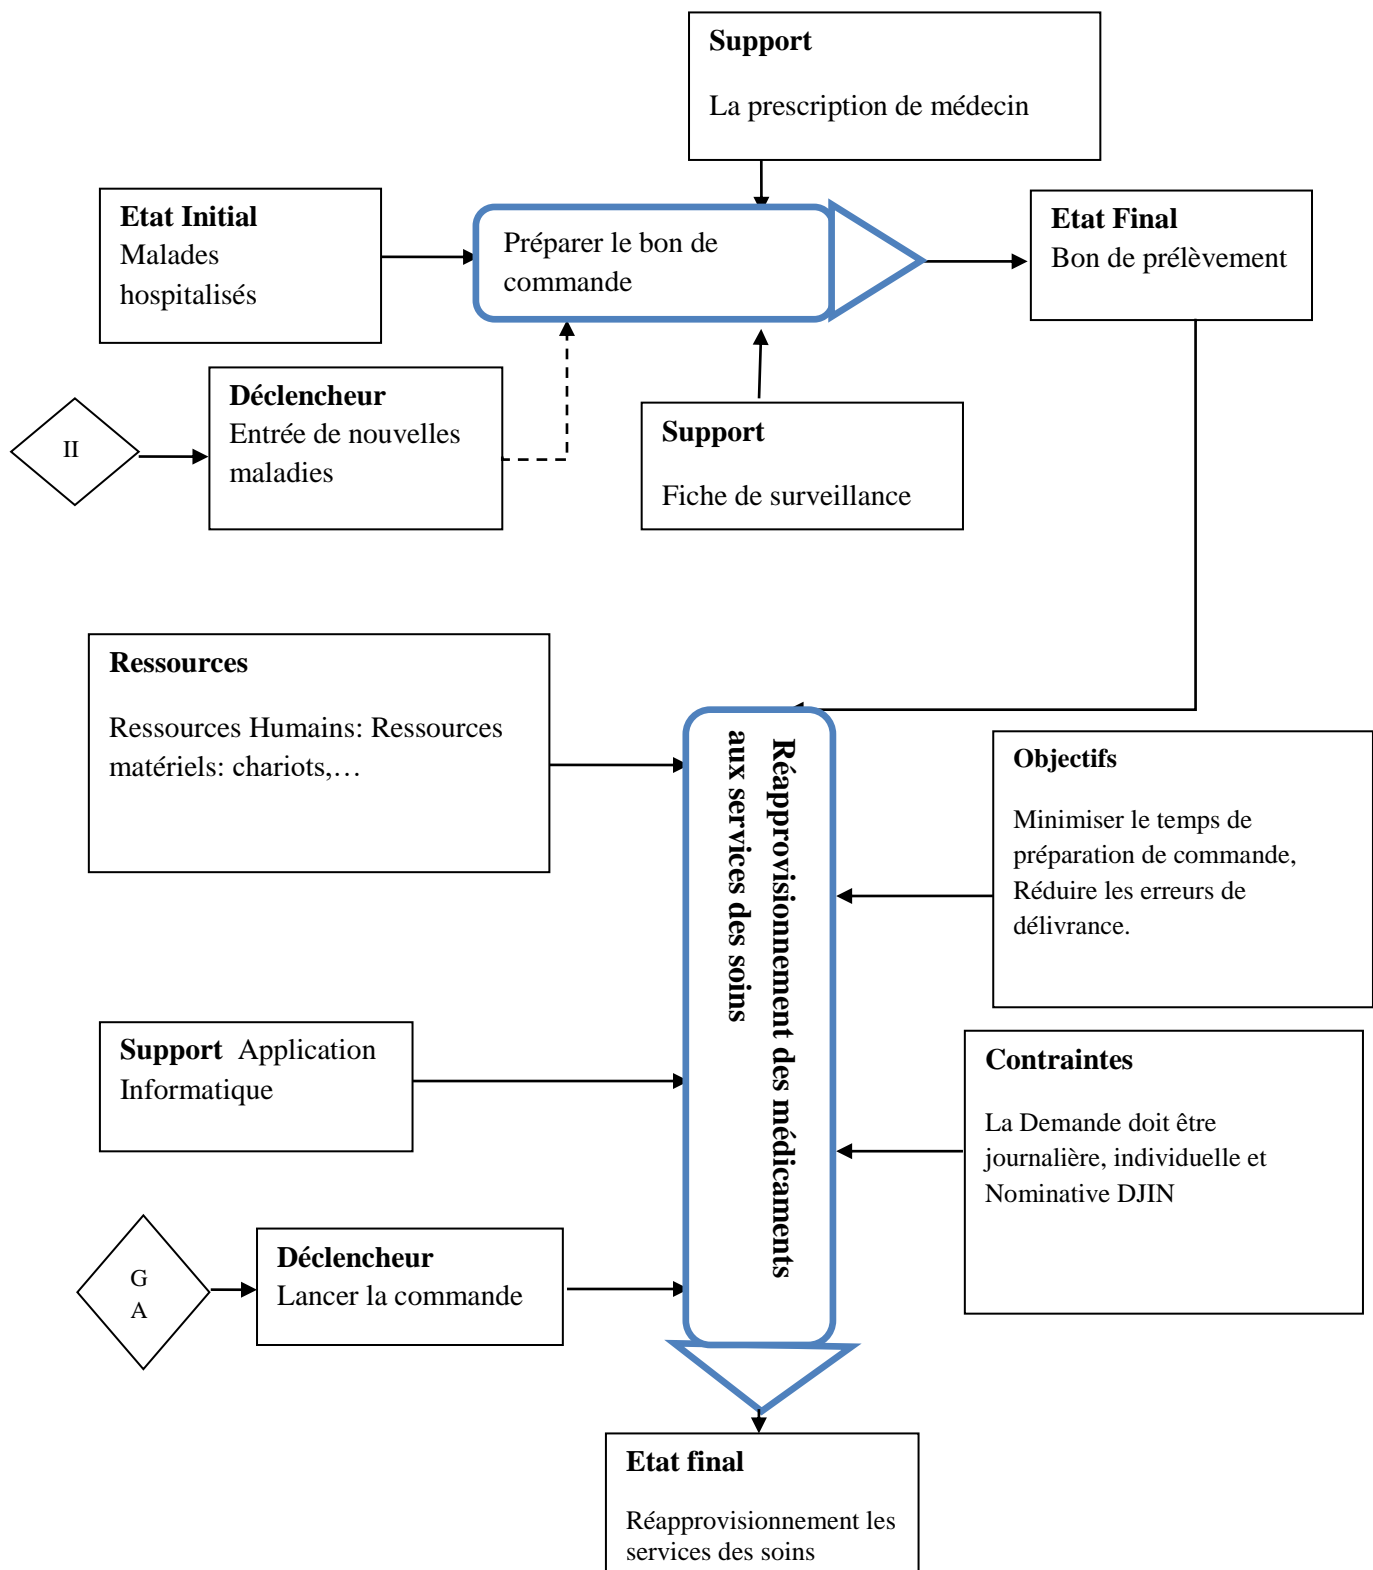 Support
La prescription de médecin
Etat Initial
Malades
hospitalisés
Préparer le bon de
commande
Etat Final
Bon de prélèvement
II
Déclencheur
Entrée de nouvelles
maladies
Support
Fiche de surveillance
Ressources
Ressources Humains: Ressources
matériels: chariots,…
Réapprovisionnement des médicaments
aux services des soins
Objectifs
Minimiser le temps de
préparation de commande,
Réduire les erreurs de
délivrance.
Support Application
Informatique
Contraintes
La Demande doit être
journalière, individuelle et
Nominative DJIN
G
A
Déclencheur
Lancer la commande
Etat final
Réapprovisionnement les
services des soins